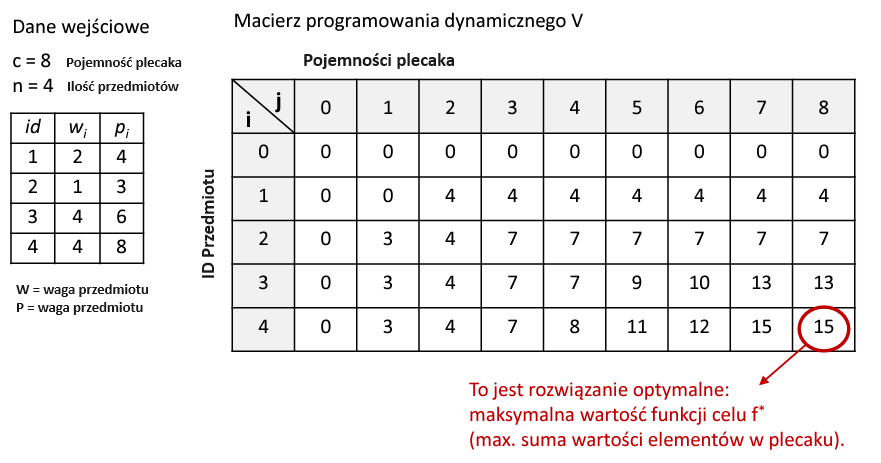 Dane wejściowe
c = 8 Pojemność plecaka
n = 4 Ilość przedmiotów
id wi pi
1 2 4
2 1 3
3 4 6
4 4 8
W = waga przedmiotu
P = waga przedmiotu
Macierz programowania dynamicznego V
Pojemności plecaka
ID Przedmiotu
i j 0 1 2 3 4 5 6 7 8
0 0 0 0 0 0 0 0 0 0
1 0 0 4 4 4 4 4 4 4
2 0 3 4 7 7 7 7 7 7
3 0 3 4 7 7 9 10 13 13
4 0 3 4 7 8 11 12 15 15
To jest rozwiązanie optymalne:
maksymalna wartość funkcji celu f*
(max. suma wartości elementów w plecaku).